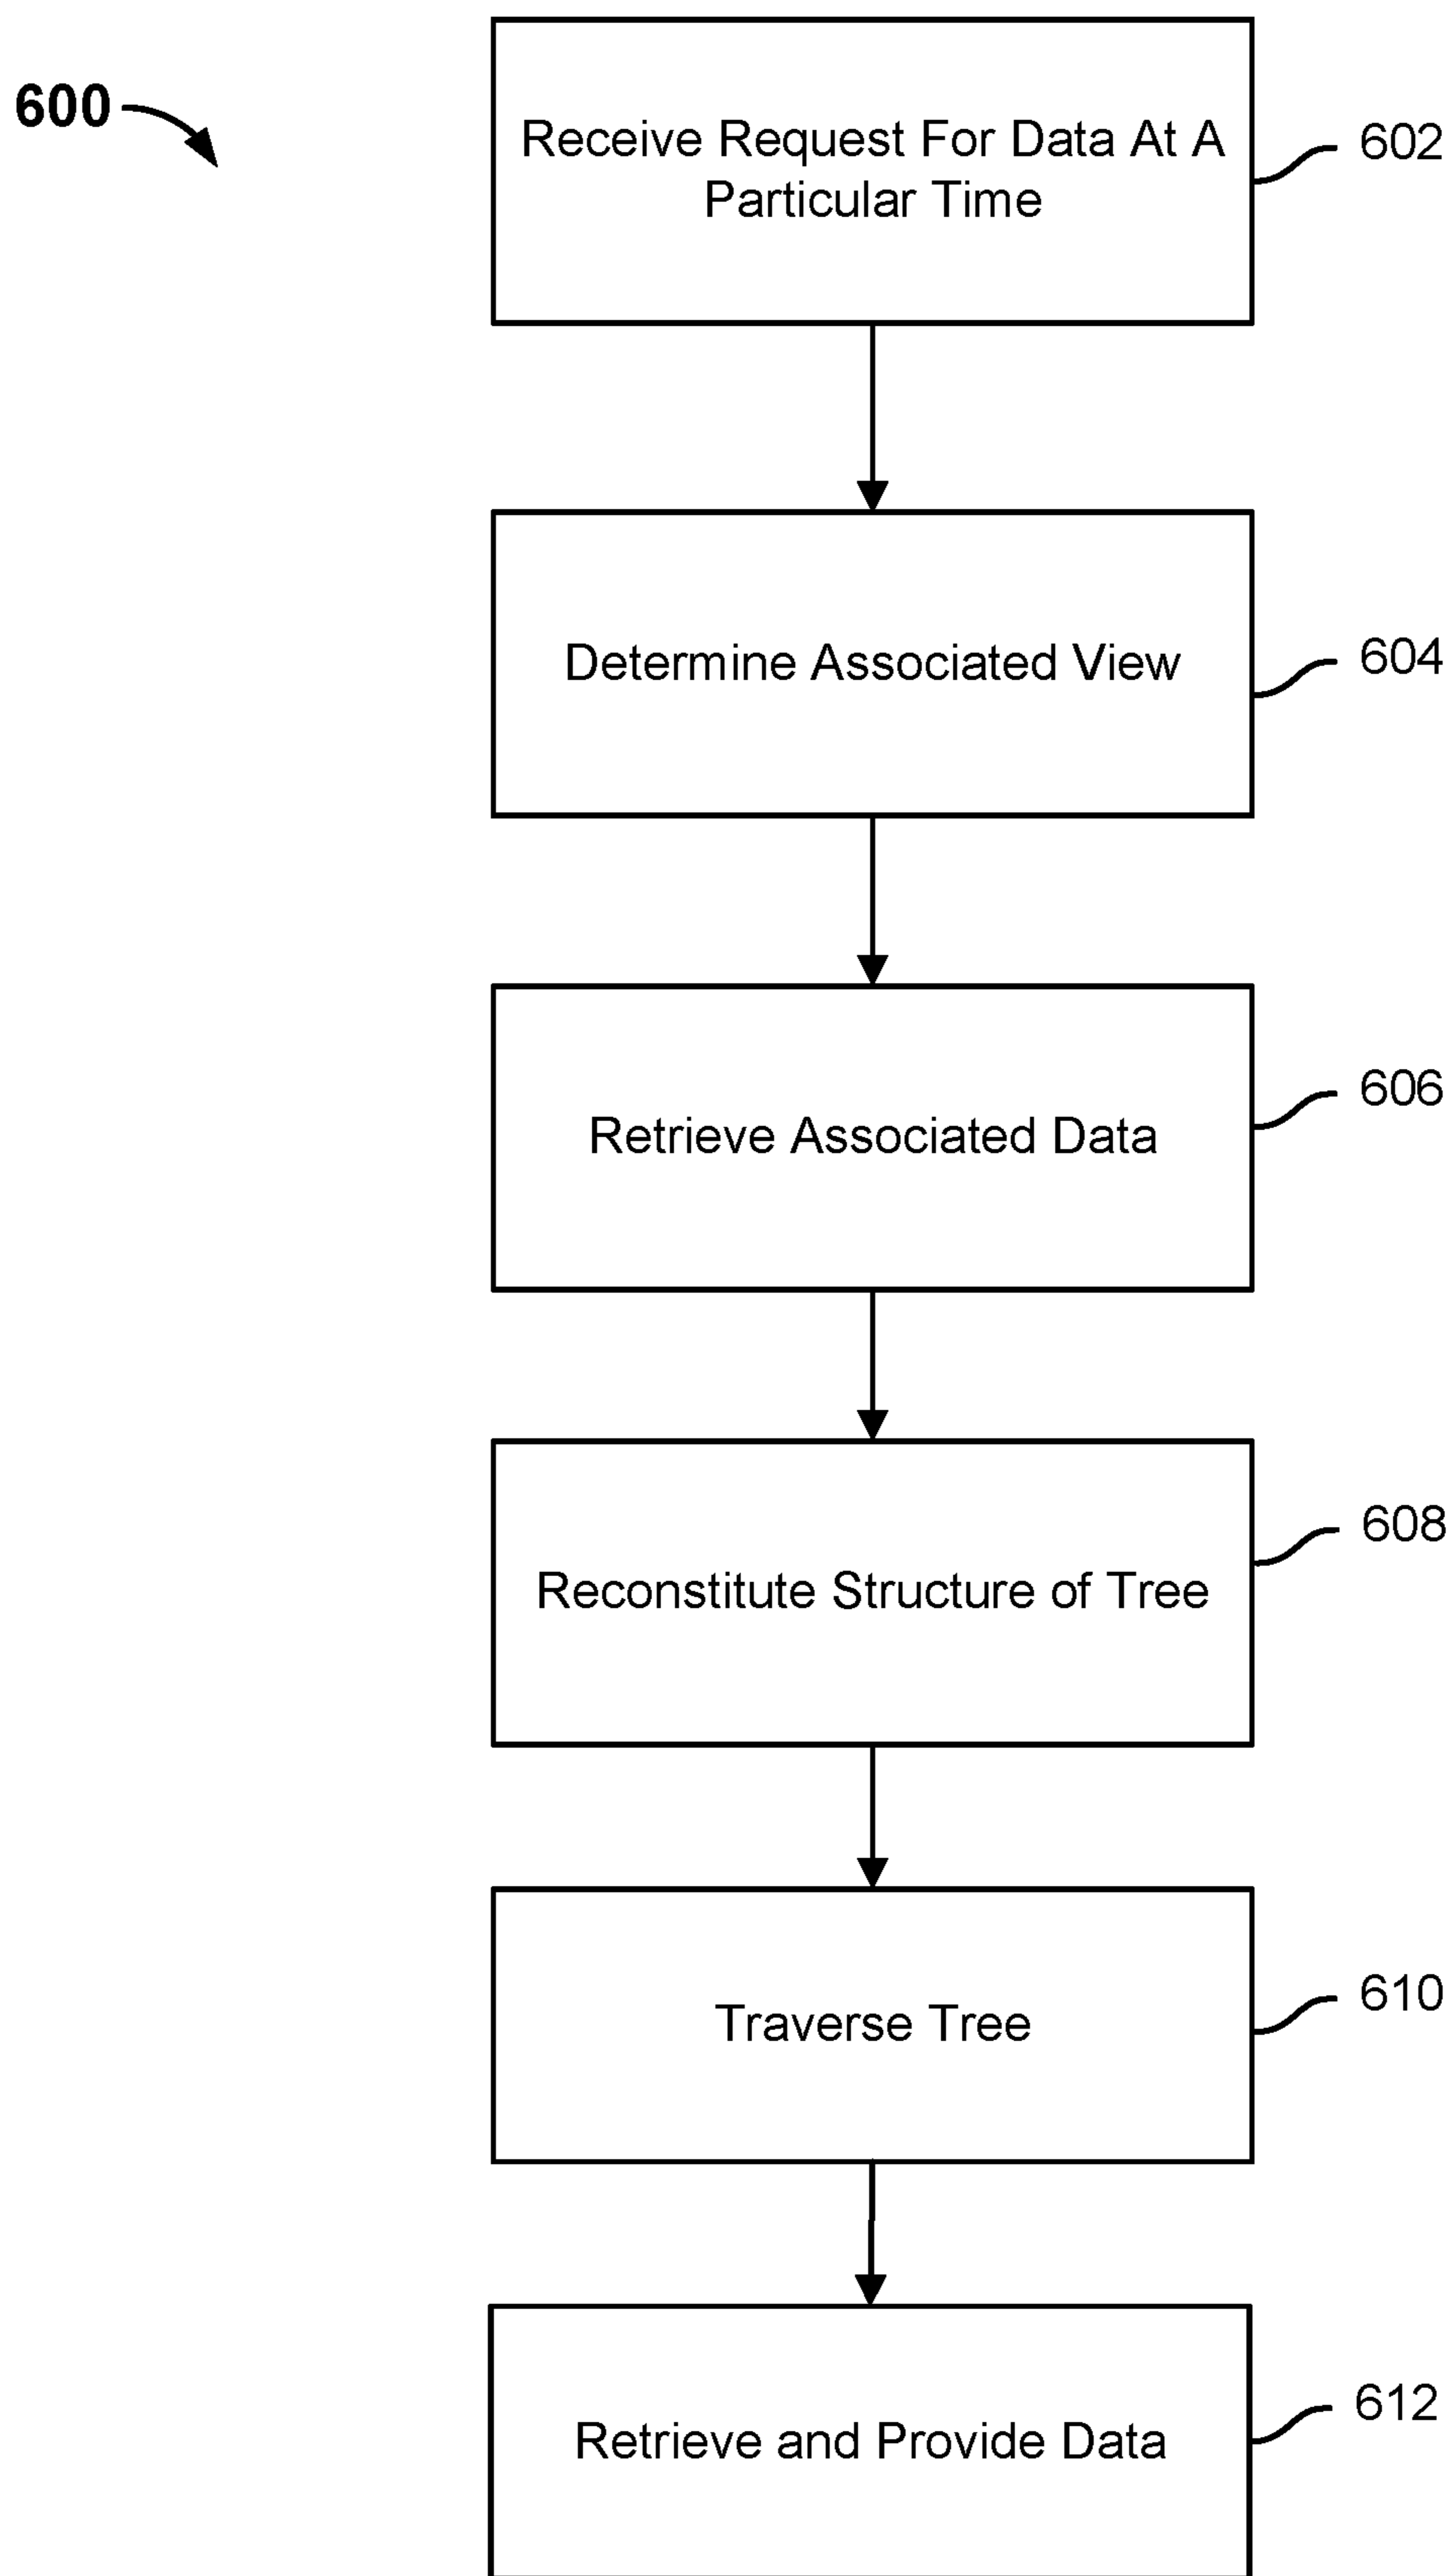 600
Receive Request For Data At A
Particular Time
602
Determine Associated View
604
Retrieve Associated Data
606
Reconstitute Structure of Tree
608
Traverse Tree
610
Retrieve and Provide Data
612